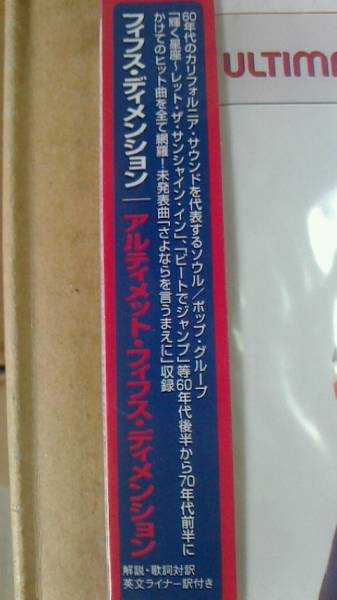 60年代のカリフォルニア・サウンドを代表するソウル/ポップ・グループ
「輝く星座〜レット・ザ・サンシャイン・イン」、「ビートでジャンプ」等60年代後半から70年代前半に
かけてのヒット曲を全て網羅!未発表曲「さよならを言うまえに」収録
フィフス・ディメンション|アルティメット・フィフス・ディメンション
解説・歌詞対訳
英文ライナー訳付き
ULTIM